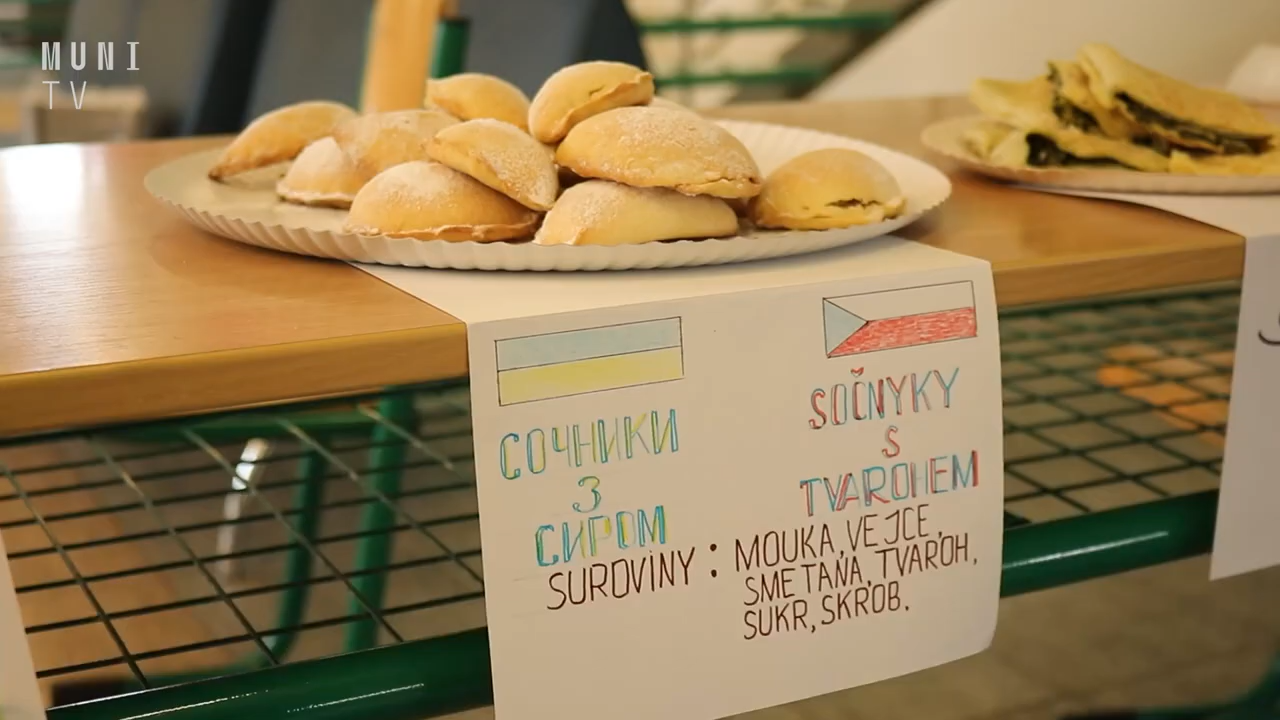 MUNI
TV
СОЧНИКИ
З
СИРОМ
SOČNYKY
S
TVAROHEM
SUROVINY : MOUKA, VEJCE,
SMETANA, TVAROH,
SUKR, SKROB.